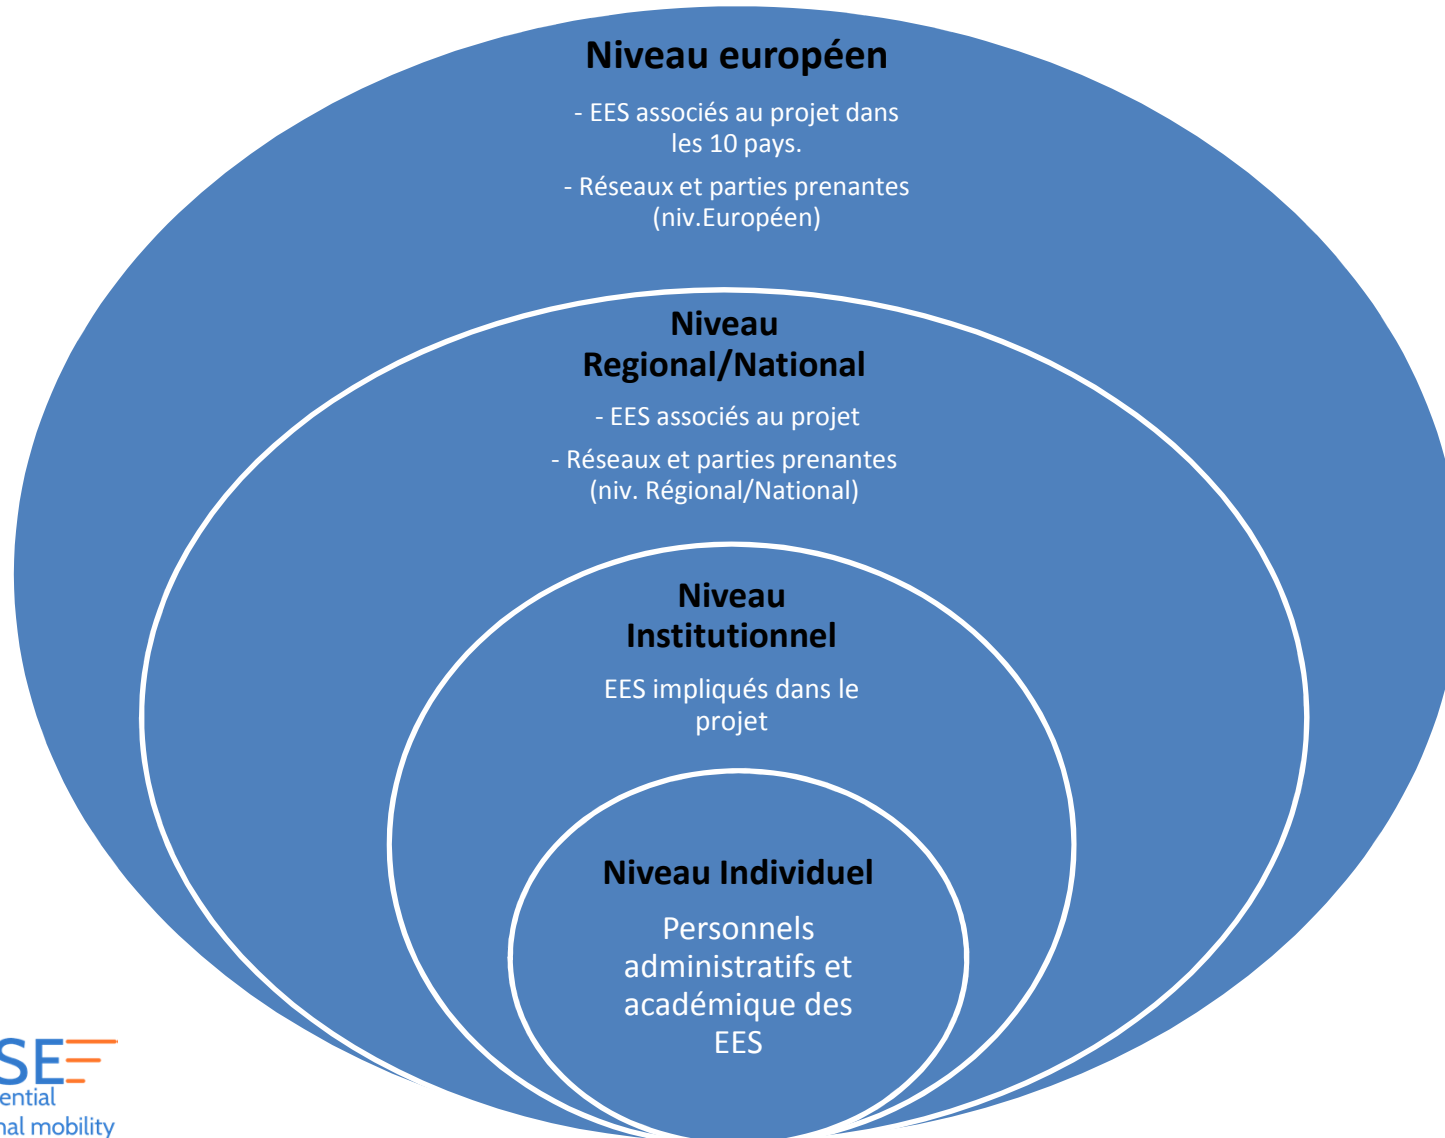 Niveau européen
- EES associés au projet dans
les 10 pays.
- Réseaux et parties prenantes
(niv.Européen)
Niveau
Regional/National
- EES associés au projet
- Réseaux et parties prenantes
(niv. Régional/National)
Niveau
Institutionnel
EES impliqués dans le
projet
Niveau Individuel
Personnels
administratifs et
académique des
EES
SE
ential
nal mobility